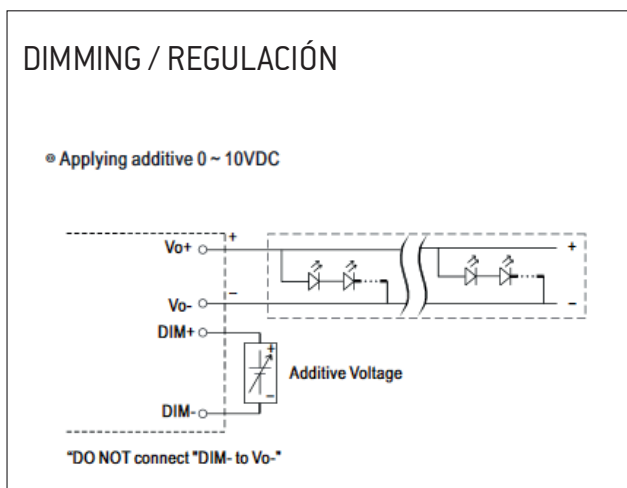 DIMMING / REGULACIÓN
◎ Applying additive 0 ~ 10VDC
Vo+ +
+
Vo- −
−
DIM+
+
Additive Voltage
−
DIM-
"DO NOT connect "DIM- to Vo-"